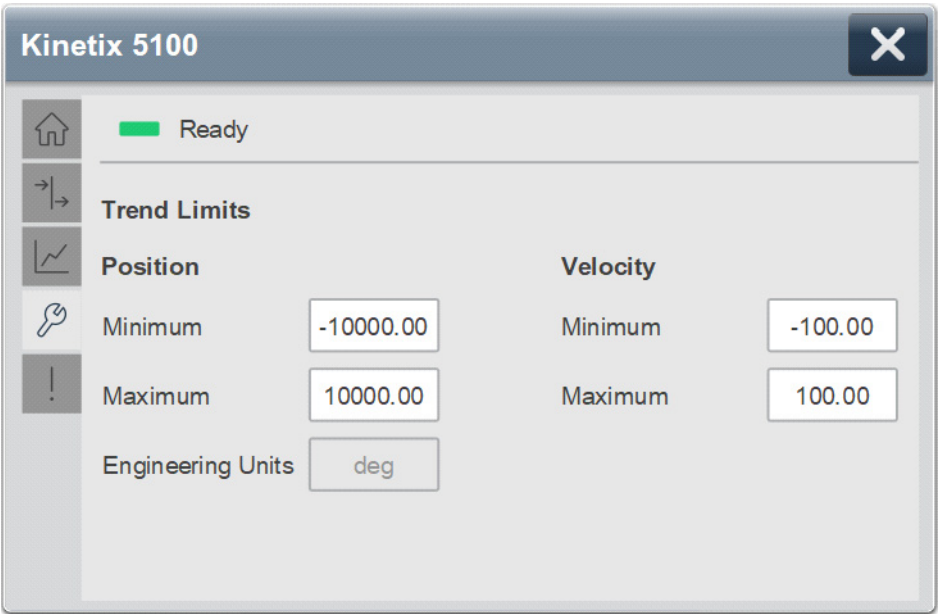 Kinetix 5100
Ready
Trend Limits
Position Velocity
Minimum -10000.00 Minimum -100.00
Maximum 10000.00 Maximum 100.00
Engineering Units deg